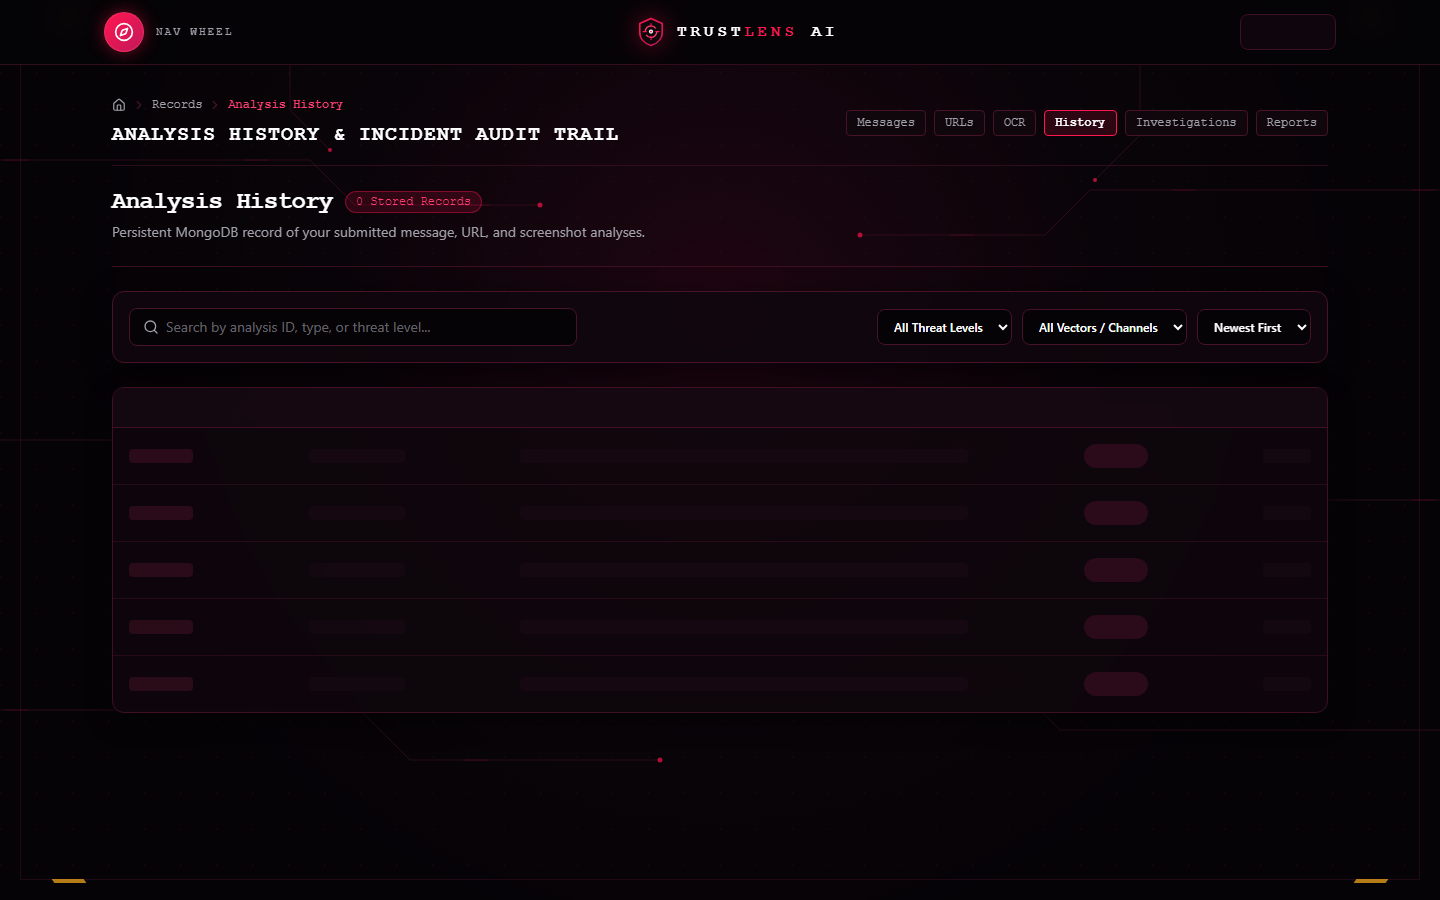 NAV WHEEL
TRUSTLENS AI
Records
Analysis History
ANALYSIS HISTORY & INCIDENT AUDIT TRAIL
Messages
URLs
OCR
History
Investigations
Reports
Analysis History
0 Stored Records
Persistent MongoDB record of your submitted message, URL, and screenshot analyses.
Search by analysis ID, type, or threat level...
All Threat Levels
All Vectors / Channels
Newest First